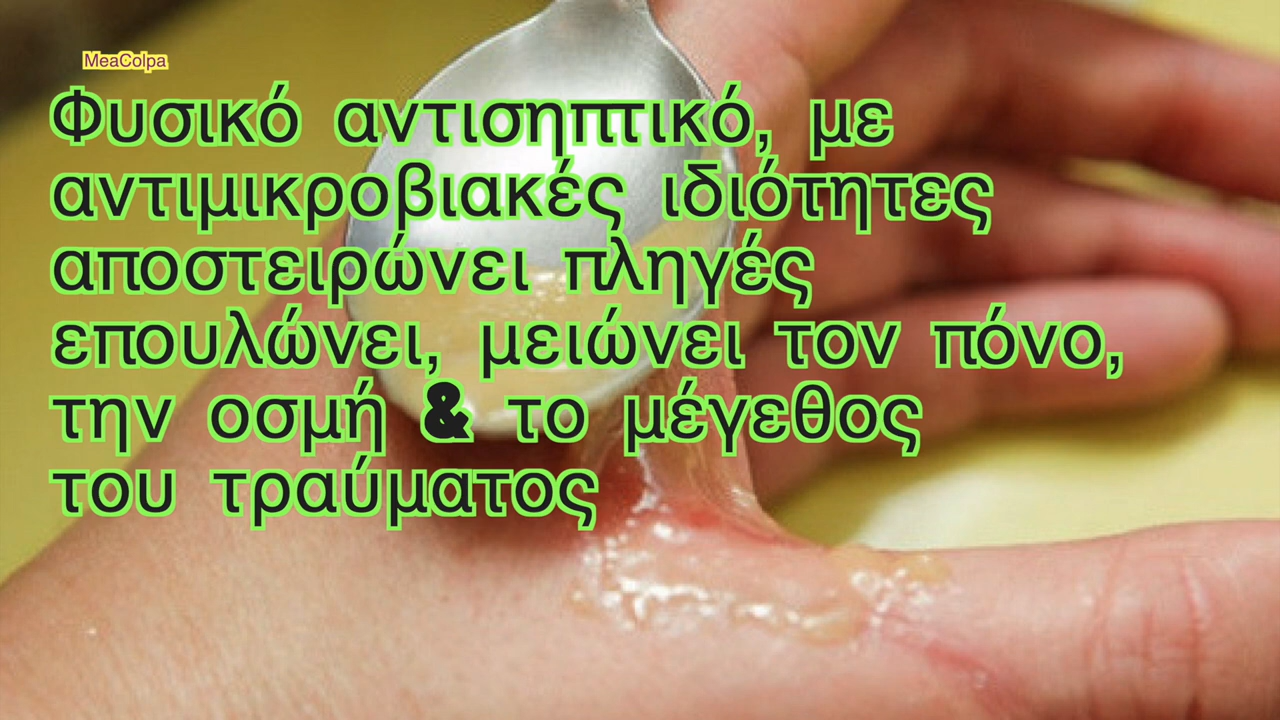 MeaColpa
Φυσικό αντισηπτικό, με
αντιμικροβιακές ιδιότητες
αποστειρώνει πληγές
επουλώνει, μειώνει τον πόνο,
την οσμή & το μέγεθος
του τραύματος